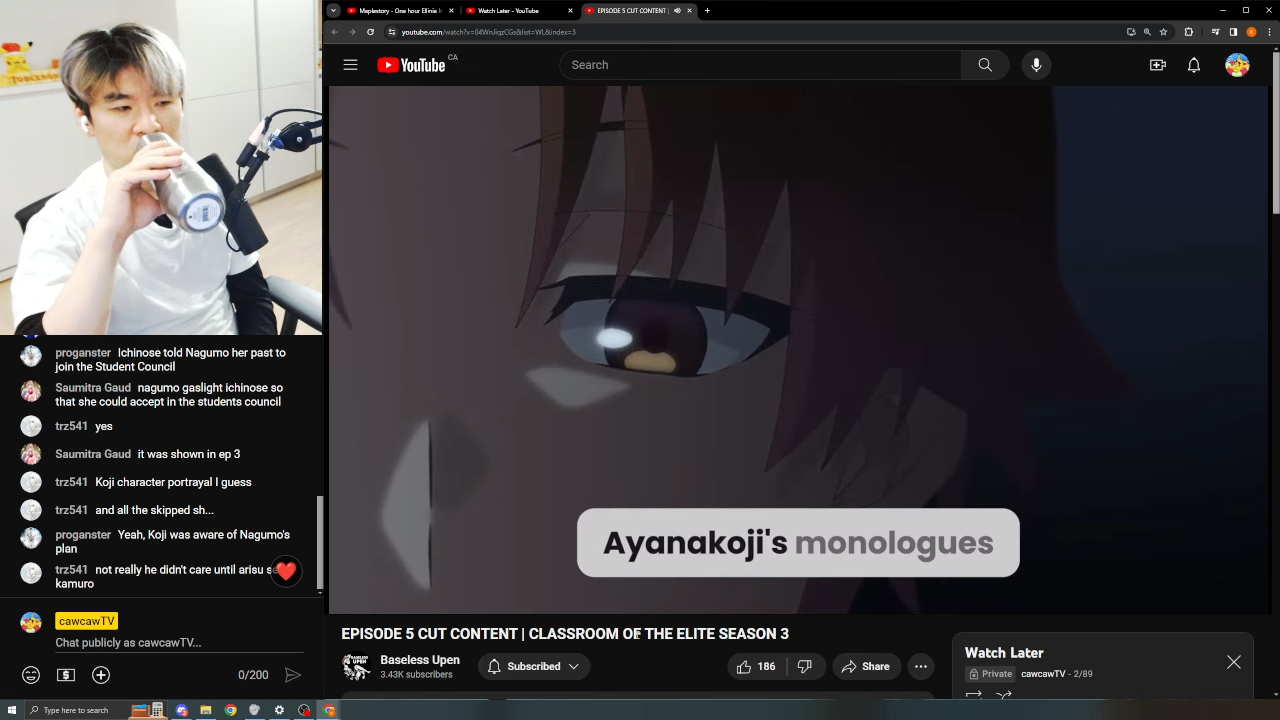 Maplestory - One hour Ellinia
Watch Later - YouTube
EPISODE 5 CUT CONTENT |
youtube.com/watch?v=04WnJiqzCGs&list=WL&index=3
YouTube CA
Search
Ayanakoji's monologues
proganster Ichinose told Nagumo her past to
join the Student Council
Saumitra Gaud nagumo gaslight ichinose so
that she could accept in the students council
trz541 yes
Saumitra Gaud it was shown in ep 3
trz541 Koji character portrayal I guess
trz541 and all the skipped sh...
proganster Yeah, Koji was aware of Nagumo's
plan
trz541 not really he didn't care until arisu
kamuro
cawcawTV
Chat publicly as cawcawTV...
0/200
EPISODE 5 CUT CONTENT | CLASSROOM OF THE ELITE SEASON 3
Baseless Upen
3.43K subscribers
Subscribed
186
Share
Watch Later
Private cawcawTV - 2/89
Type here to search